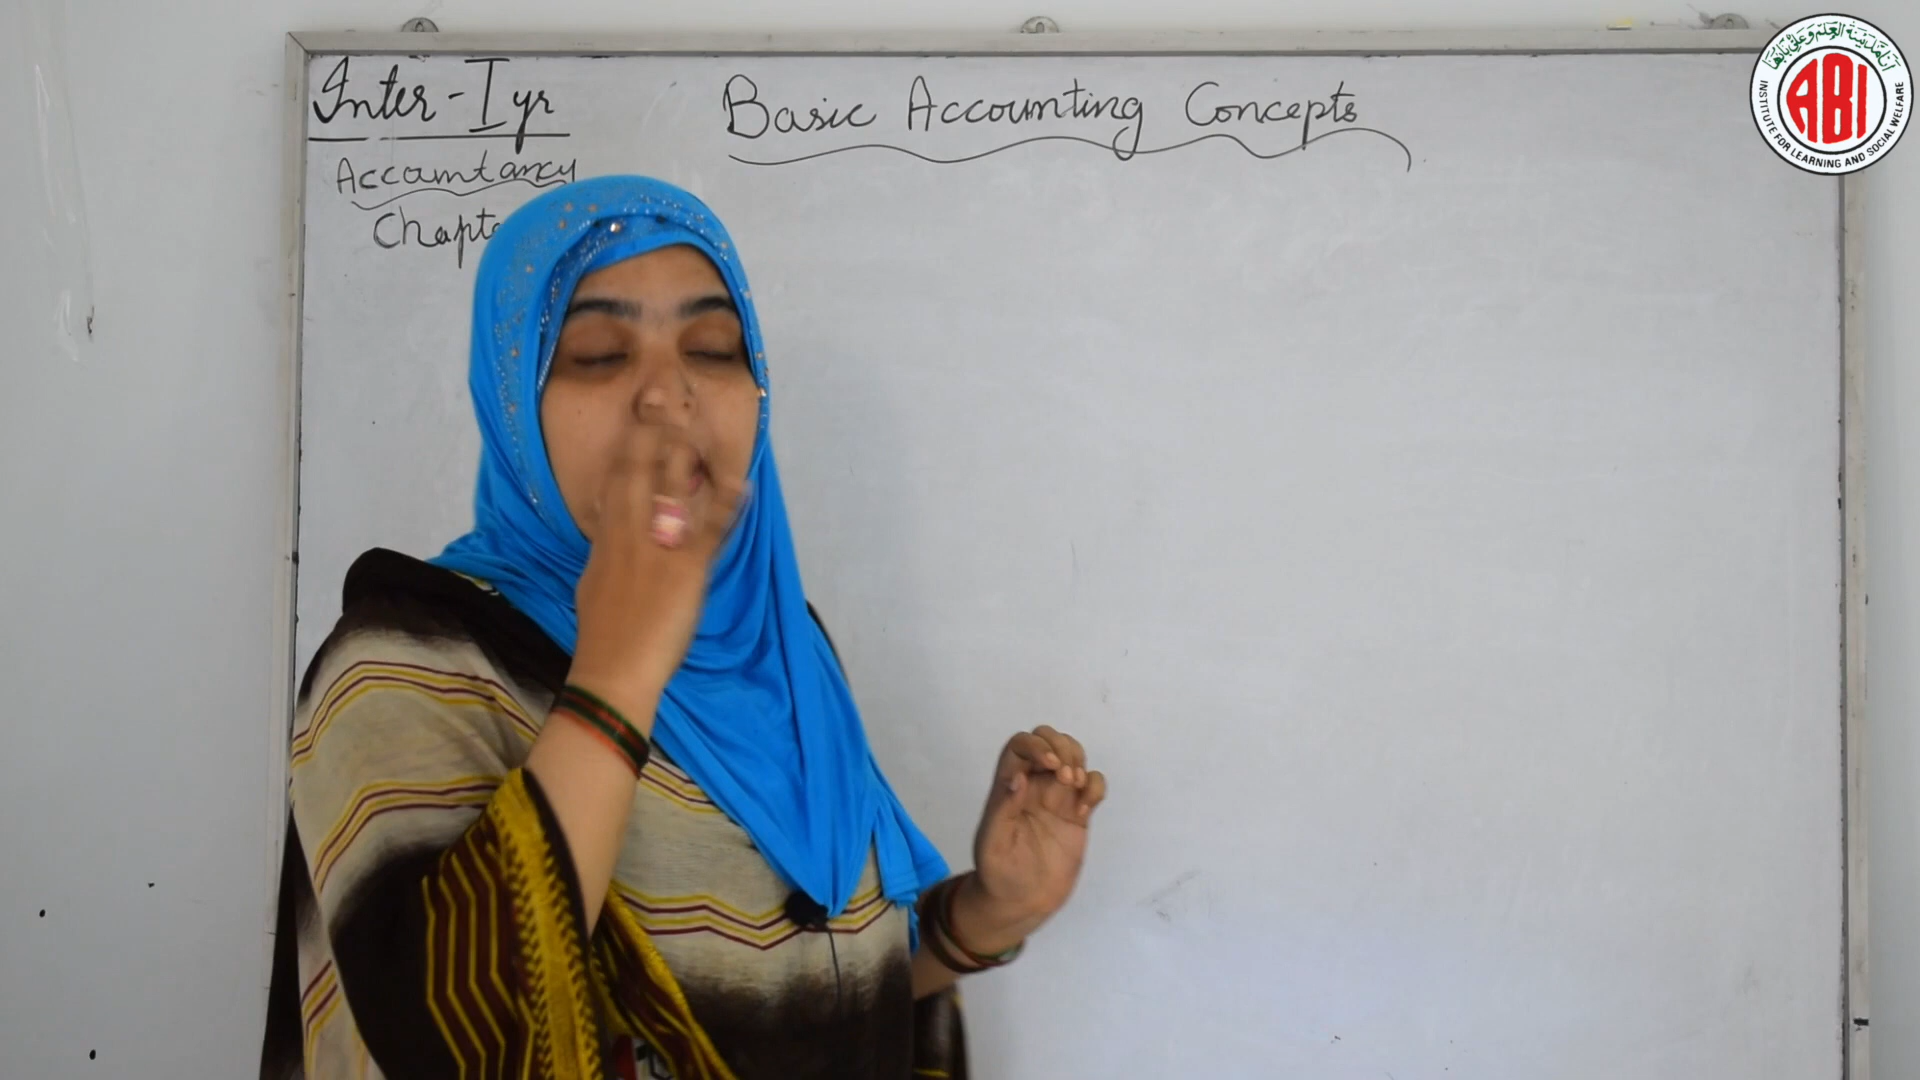 Inter-I yr
Basic Accounting Concepts
Accountancy
ABI
INSTITUTE FOR LEARNING AND SOCIAL WELFARE